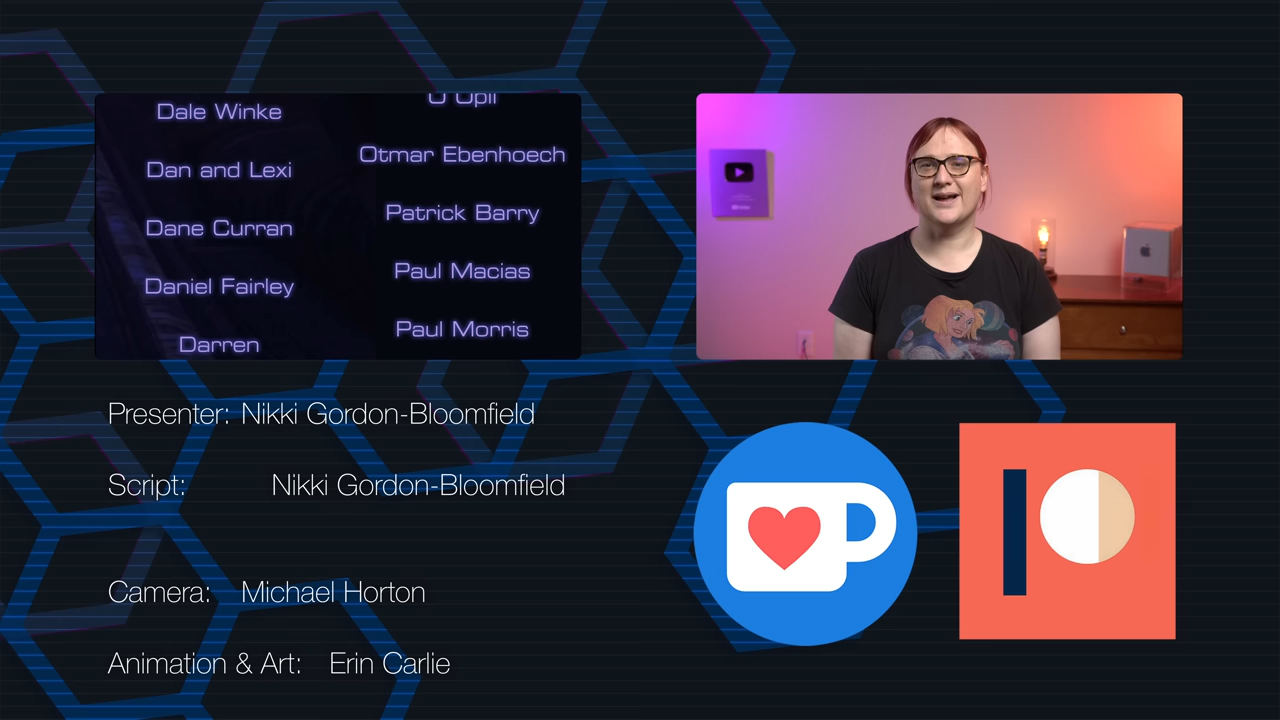 Dale Winke
Dan and Lexi
Dane Curran
Daniel Fairley
Darren
Otmar Ebenhoech
Patrick Barry
Paul Macias
Paul Morris
Presenter: Nikki Gordon-Bloomfield
Script: Nikki Gordon-Bloomfield
Camera: Michael Horton
Animation & Art: Erin Carlie